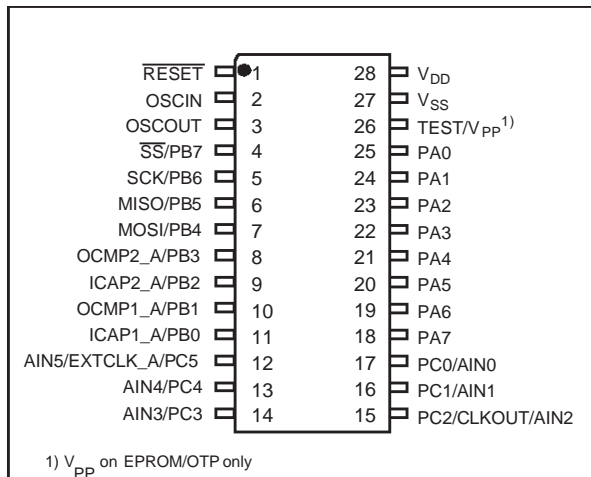 RESET 1 28 VDD
OSCIN 2 27 VSS
OSCOUT 3 26 TEST/VPP1)
SS/PB7 4 25 PA0
SCK/PB6 5 24 PA1
MISO/PB5 6 23 PA2
MOSI/PB4 7 22 PA3
OCMP2_A/PB3 8 21 PA4
ICAP2_A/PB2 9 20 PA5
OCMP1_A/PB1 10 19 PA6
ICAP1_A/PB0 11 18 PA7
AIN5/EXTCLK_A/PC5 12 17 PC0/AIN0
AIN4/PC4 13 16 PC1/AIN1
AIN3/PC3 14 15 PC2/CLKOUT/AIN2
1) VPP on EPROM/OTP only